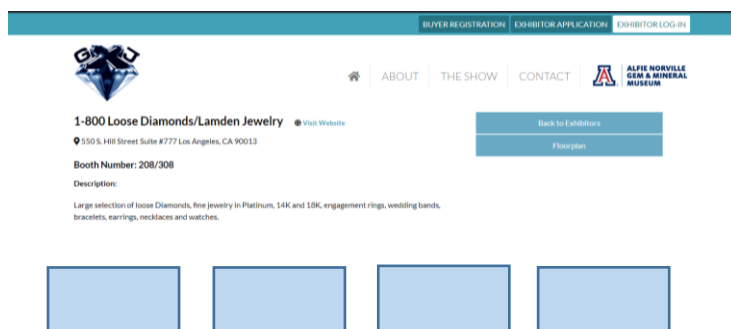 BUYER REGISTRATION EXHIBITOR APPLICATION EXHIBITOR LOG-IN
GXJ
ABOUT THE SHOW CONTACT
A
ALFIE NORVILLE
GEM & MINERAL
MUSEUM
1-800 Loose Diamonds/Lamden Jewelry Visit Website
550 S. Hill Street Suite #777 Los Angeles, CA 90013
Booth Number: 208/308
Description:
Large selection of loose Diamonds, fine jewelry in Platinum, 14K and 18K, engagement rings, wedding bands,
bracelets, earrings, necklaces and watches.
Back to Exhibitors
Floorplan